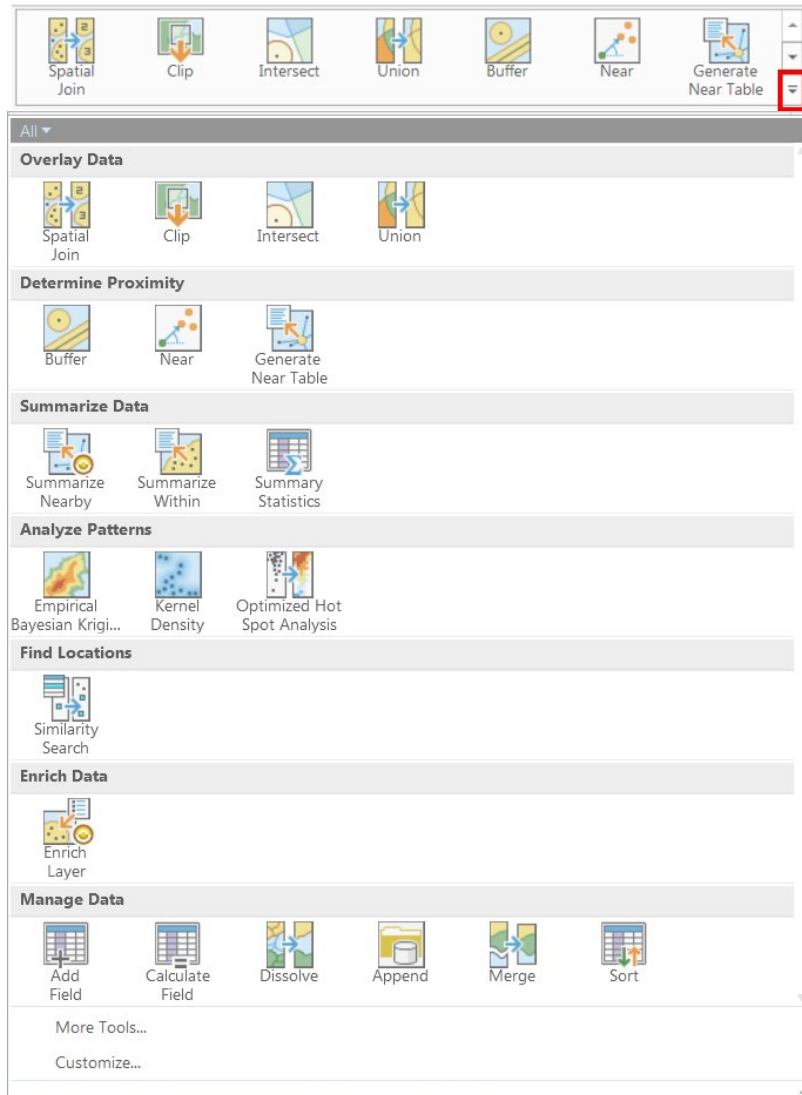 Spatial Join
Clip
Intersect
Union
Buffer
Near
Generate Near Table
All
Overlay Data
Spatial Join
Clip
Intersect
Union
Determine Proximity
Buffer
Near
Generate Near Table
Summarize Data
Summarize Nearby
Summarize Within
Summary Statistics
Analyze Patterns
Empirical Bayesian Krigi...
Kernel Density
Optimized Hot Spot Analysis
Find Locations
Similarity Search
Enrich Data
Enrich Layer
Manage Data
Add Field
Calculate Field
Dissolve
Append
Merge
Sort
More Tools...
Customize...